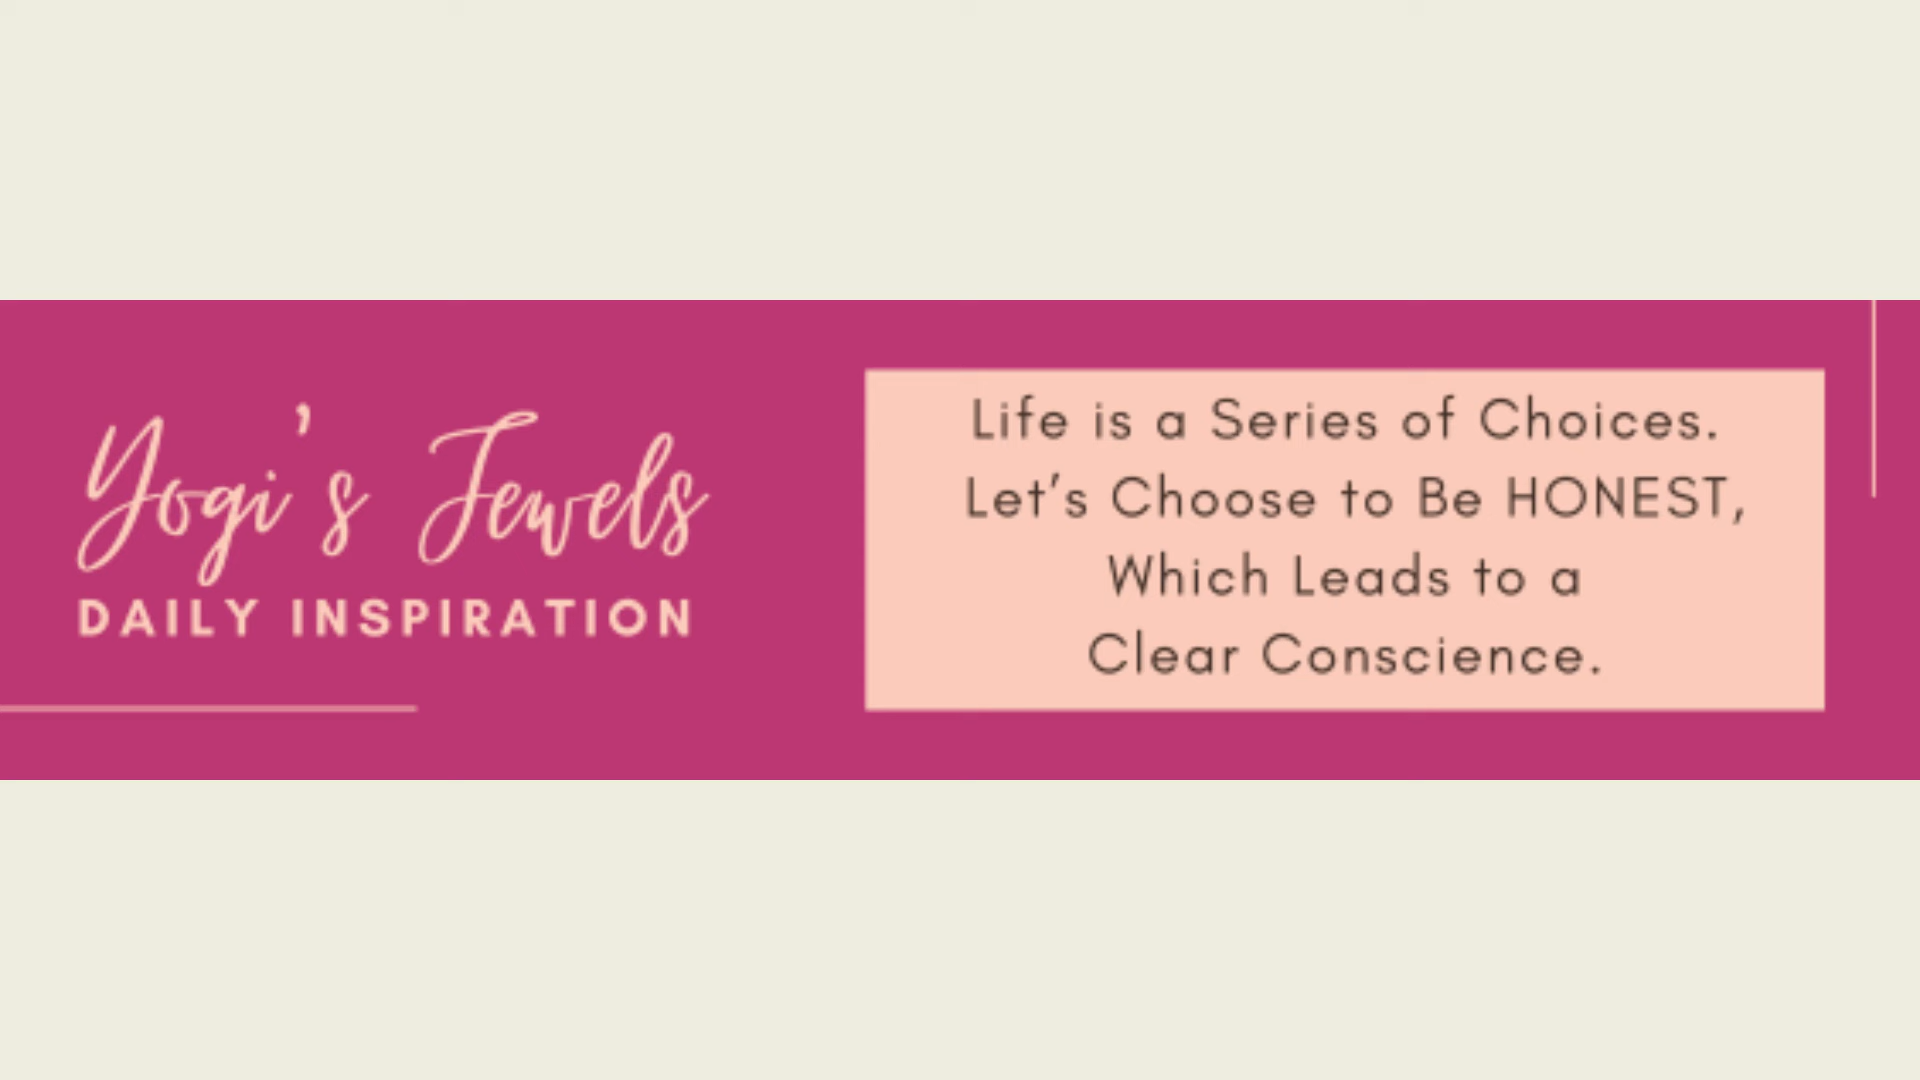 Yogi's Jewels
DAILY INSPIRATION
Life is a Series of Choices.
Let's Choose to Be HONEST,
Which Leads to a
Clear Conscience.